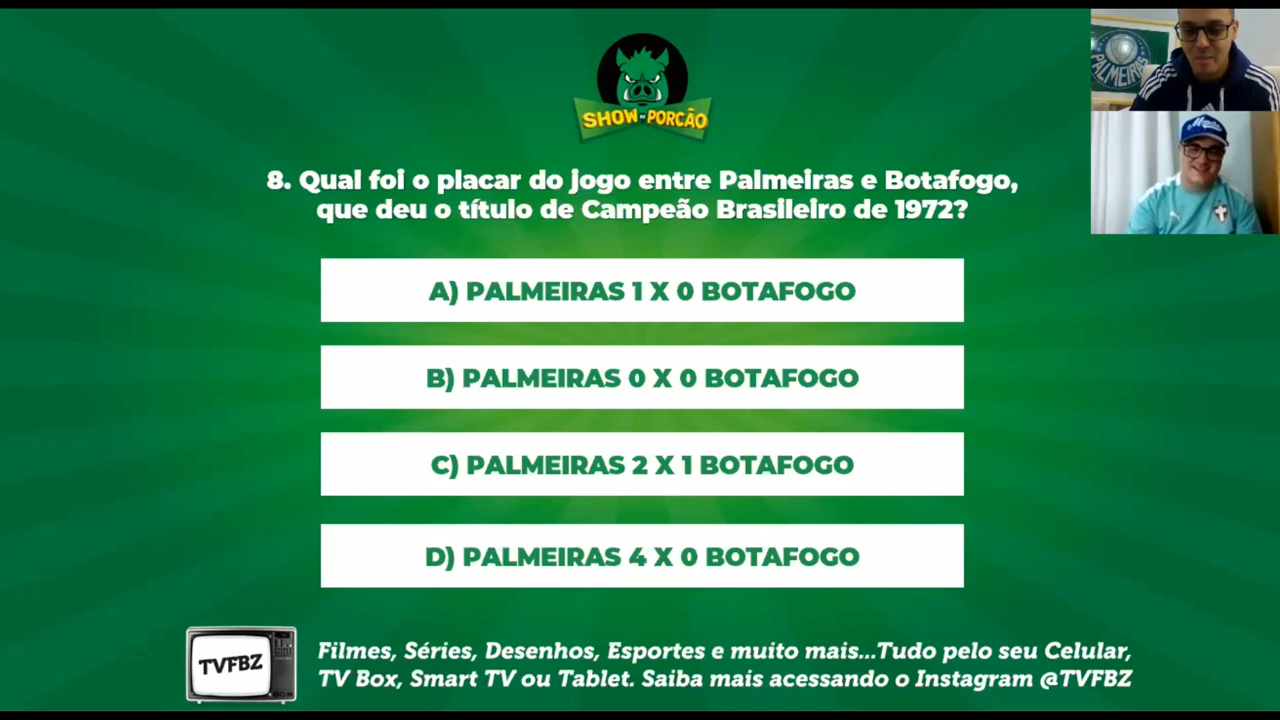 PALMEIRAS
SHOW-PORCÃO
8. Qual foi o placar do jogo entre Palmeiras e Botafogo,
que deu o título de Campeão Brasileiro de 1972?
A) PALMEIRAS 1 X 0 BOTAFOGO
B) PALMEIRAS 0 X 0 BOTAFOGO
C) PALMEIRAS 2 X 1 BOTAFOGO
D) PALMEIRAS 4 X 0 BOTAFOGO
TVFBZ
Filmes, Séries, Desenhos, Esportes e muito mais...Tudo pelo seu Celular,
TV Box, Smart TV ou Tablet. Saiba mais acessando o Instagram @TVFBZ